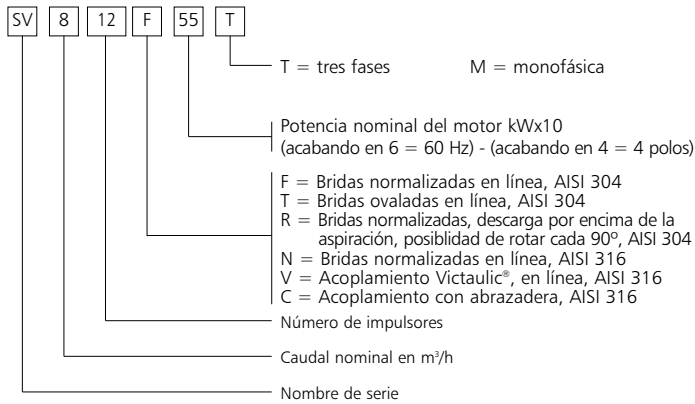 SV 8 12 F 55 T
T = tres fases M = monofásica
Potencia nominal del motor kWx10
(acabando en 6 = 60 Hz) - (acabando en 4 = 4 polos)
F = Bridas normalizadas en línea, AISI 304
T = Bridas ovaladas en línea, AISI 304
R = Bridas normalizadas, descarga por encima de la
aspiración, posiblidad de rotar cada 90º, AISI 304
N = Bridas normalizadas en línea, AISI 316
V = Acoplamiento Victaulic®, en línea, AISI 316
C = Acoplamiento con abrazadera, AISI 316
Número de impulsores
Caudal nominal en m³/h
Nombre de serie